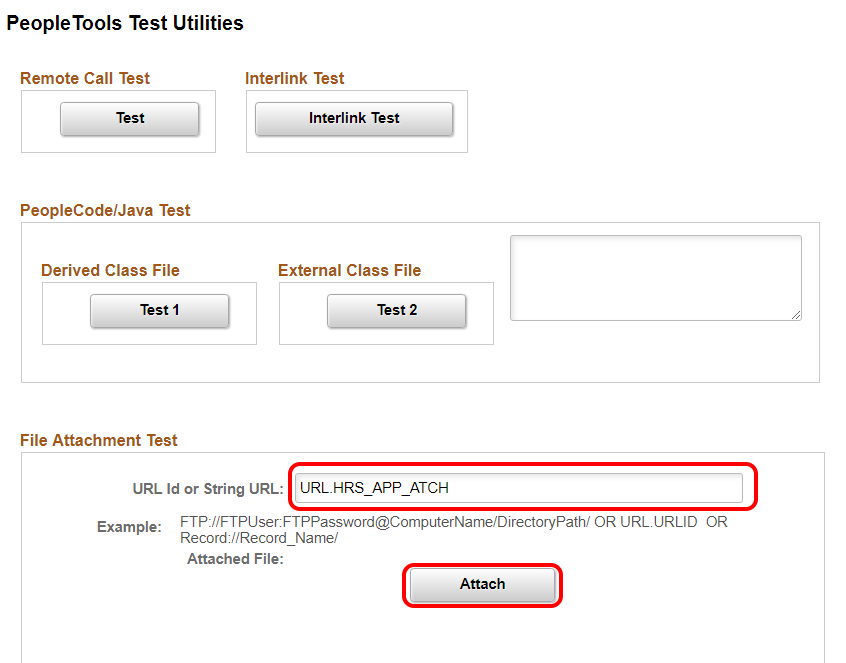 PeopleTools Test Utilities
Remote Call Test
Interlink Test
Test
Interlink Test
PeopleCode/Java Test
Derived Class File
External Class File
Test 1
Test 2
File Attachment Test
URL Id or String URL: URL.HRS_APP_ATCH
Example: FTP://FTPUser:FTPPassword@ComputerName/DirectoryPath/ OR URL.URLID OR
Record://Record_Name/
Attached File:
Attach